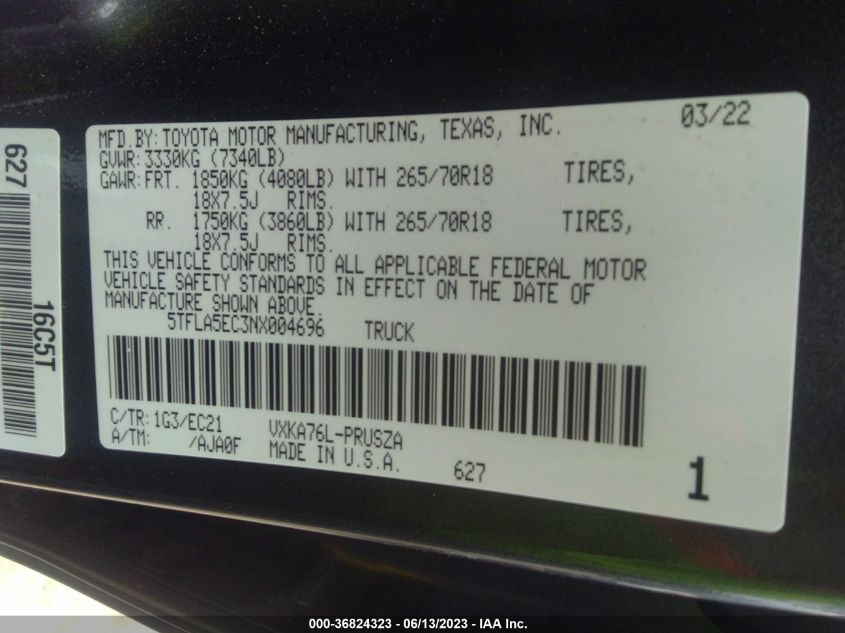 627
16C5T
MFD.BY:TOYOTA MOTOR MANUFACTURING, TEXAS, INC. 03/22
GVWR:3330KG (7340LB)
GAWR:FRT. 1850KG (4080LB) WITH 265/70R18 TIRES,
18X7.5J RIMS.
RR. 1750KG (3860LB) WITH 265/70R18 TIRES,
18X7.5J RIMS.
THIS VEHICLE CONFORMS TO ALL APPLICABLE FEDERAL MOTOR
VEHICLE SAFETY STANDARDS IN EFFECT ON THE DATE OF
MANUFACTURE SHOWN ABOVE.
5TFLA5EC3NX004696 TRUCK
C/TR:1G3/EC21 VXKA76L-PRUSZA
A/TM: /AJA0F MADE IN U.S.A. 627
1
000-36824323 - 06/13/2023 - IAA Inc.